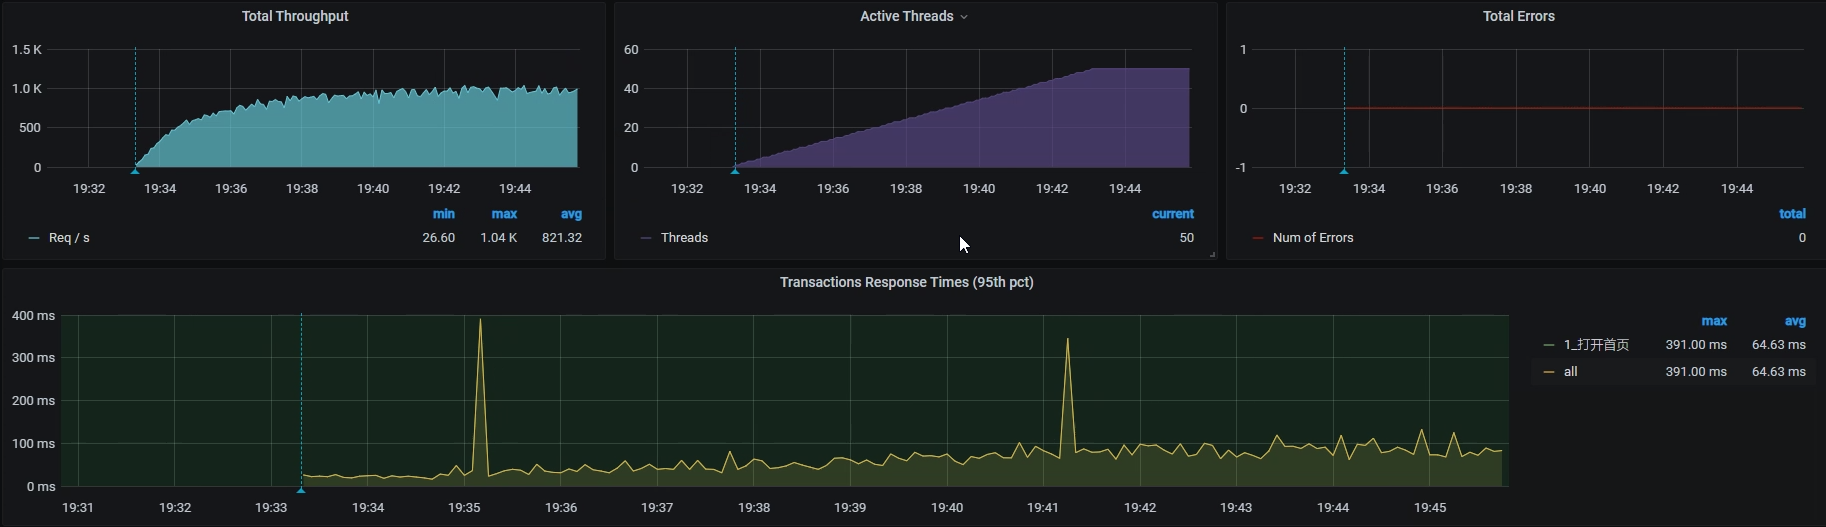 Total Throughput
1.5 K
1.0 K
500
0
19:32 19:34 19:36 19:38 19:40 19:42 19:44
min max avg
Req / s 26.60 1.04 K 821.32
Active Threads
60
40
20
0
19:32 19:34 19:36 19:38 19:40 19:42 19:44
current
Threads 50
Total Errors
1
0
-1
19:32 19:34 19:36 19:38 19:40 19:42 19:44
total
Num of Errors 0
Transactions Response Times (95th pct)
400 ms
300 ms
200 ms
100 ms
0 ms
19:31 19:32 19:33 19:34 19:35 19:36 19:37 19:38 19:39 19:40 19:41 19:42 19:43 19:44 19:45
max avg
1_打开首页 391.00 ms 64.63 ms
all 391.00 ms 64.63 ms